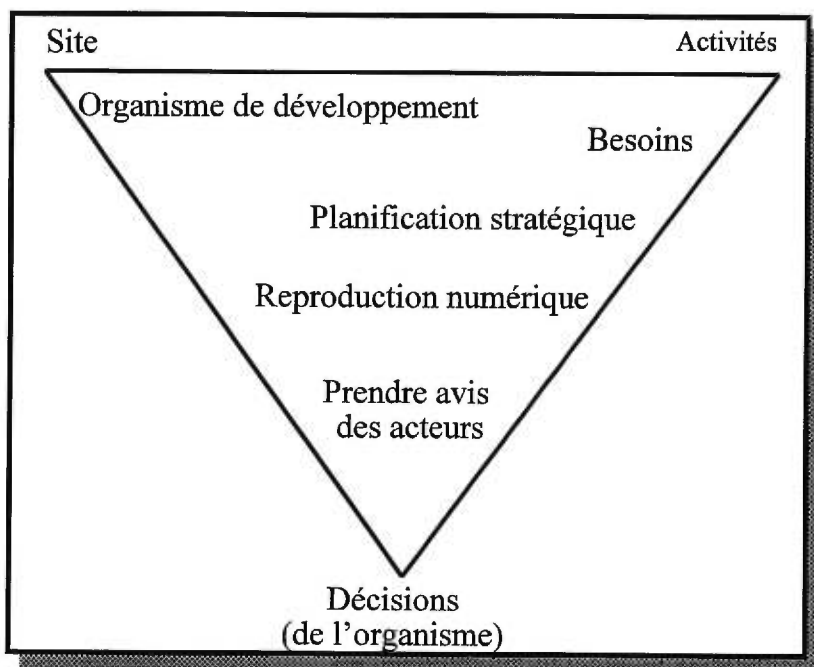 Site
Activités
Organisme de développement
Besoins
Planification stratégique
Reproduction numérique
Prendre avis
des acteurs
Décisions
(de l'organisme)